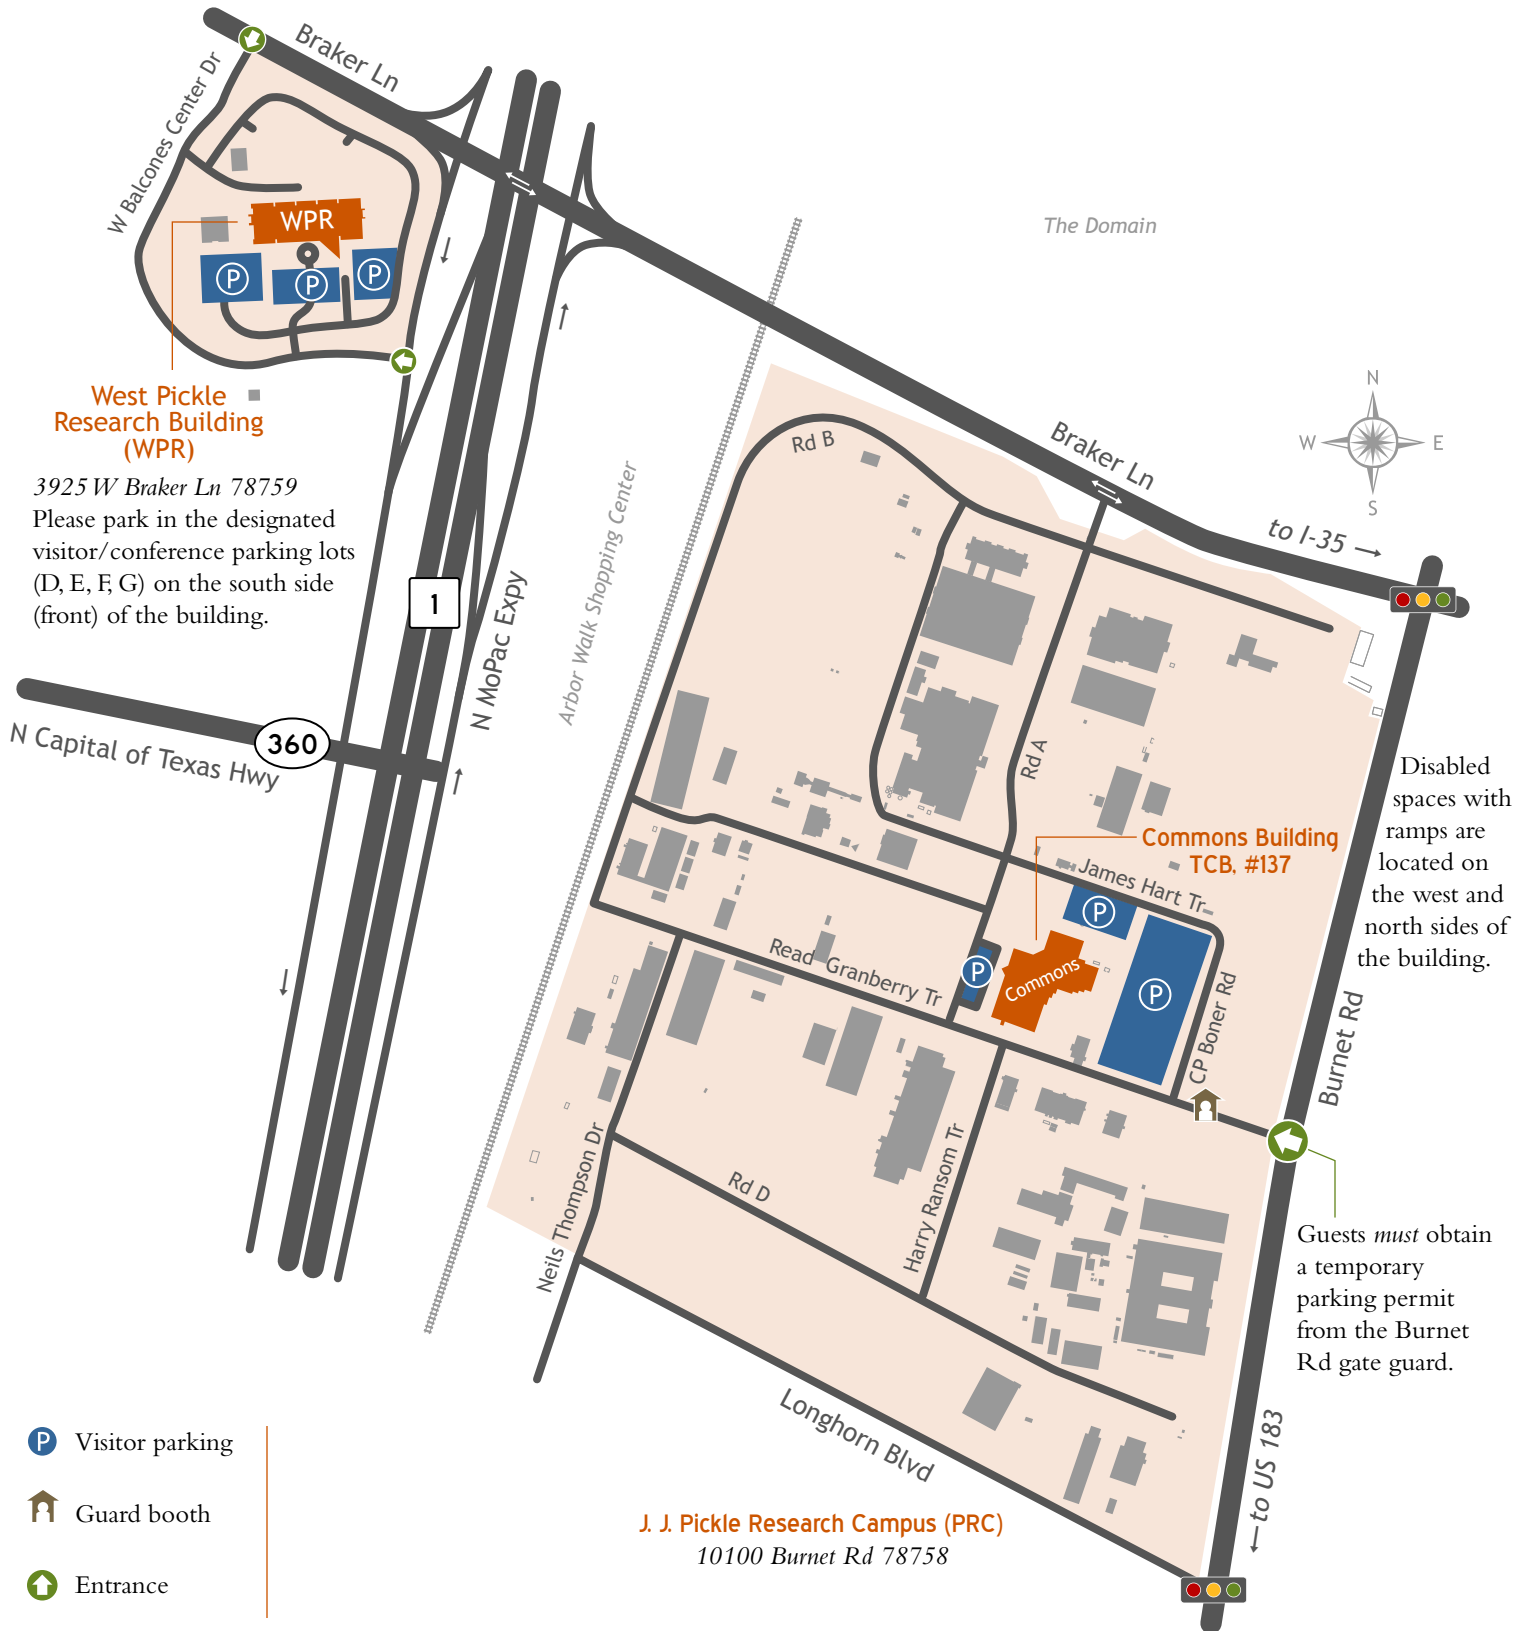 Braker Ln
W Balcones Center Dr
WPR
P
P
P
The Domain
West Pickle
Research Building
(WPR)
3925 W Braker Ln 78759
Please park in the designated
visitor/conference parking lots
(D, E, F, G) on the south side
(front) of the building.
N
W
E
S
Rd B
Braker Ln
to I-35
Arbor Walk Shopping Center
1
N MoPac Expy
360
N Capital of Texas Hwy
Rd A
Disabled
spaces with
ramps are
located on
the west and
north sides of
the building.
Commons Building
TCB, #137
James Hart Tr
P
P
P
Commons
Read Granberry Tr
CP Boner Rd
Burnet Rd
Neils Thompson Dr
Rd D
Harry Ransom Tr
Guests must obtain
a temporary
parking permit
from the Burnet
Rd gate guard.
Longhorn Blvd
to US 183
P Visitor parking
Guard booth
Entrance
J. J. Pickle Research Campus (PRC)
10100 Burnet Rd 78758